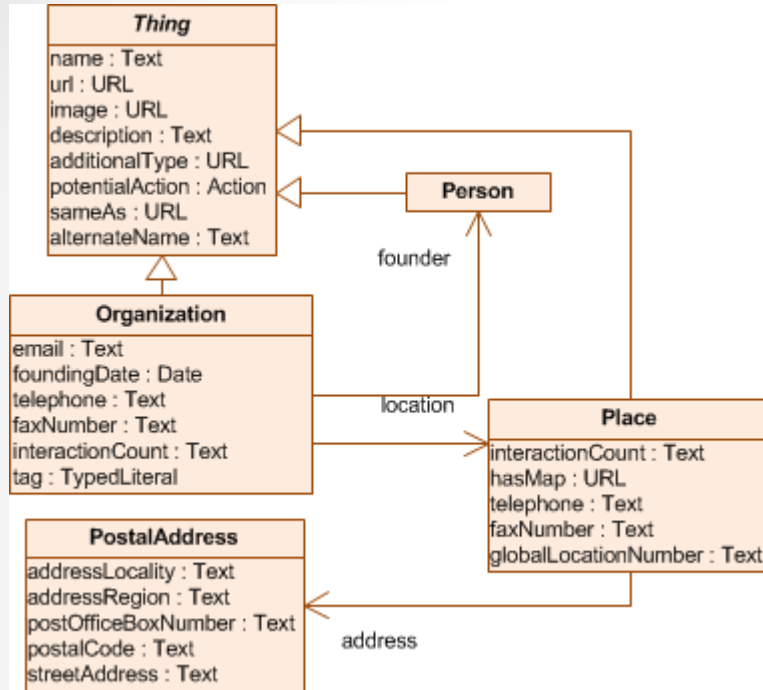 Thing
name : Text
url : URL
image : URL
description : Text
additionalType : URL
potentialAction : Action
sameAs : URL
alternateName : Text
Person
founder
Organization
email : Text
foundingDate : Date
telephone : Text
faxNumber : Text
interactionCount : Text
tag : TypedLiteral
location
Place
interactionCount : Text
hasMap : URL
telephone : Text
faxNumber : Text
globalLocationNumber : Text
PostalAddress
addressLocality : Text
addressRegion : Text
postOfficeBoxNumber : Text
postalCode : Text
streetAddress : Text
address